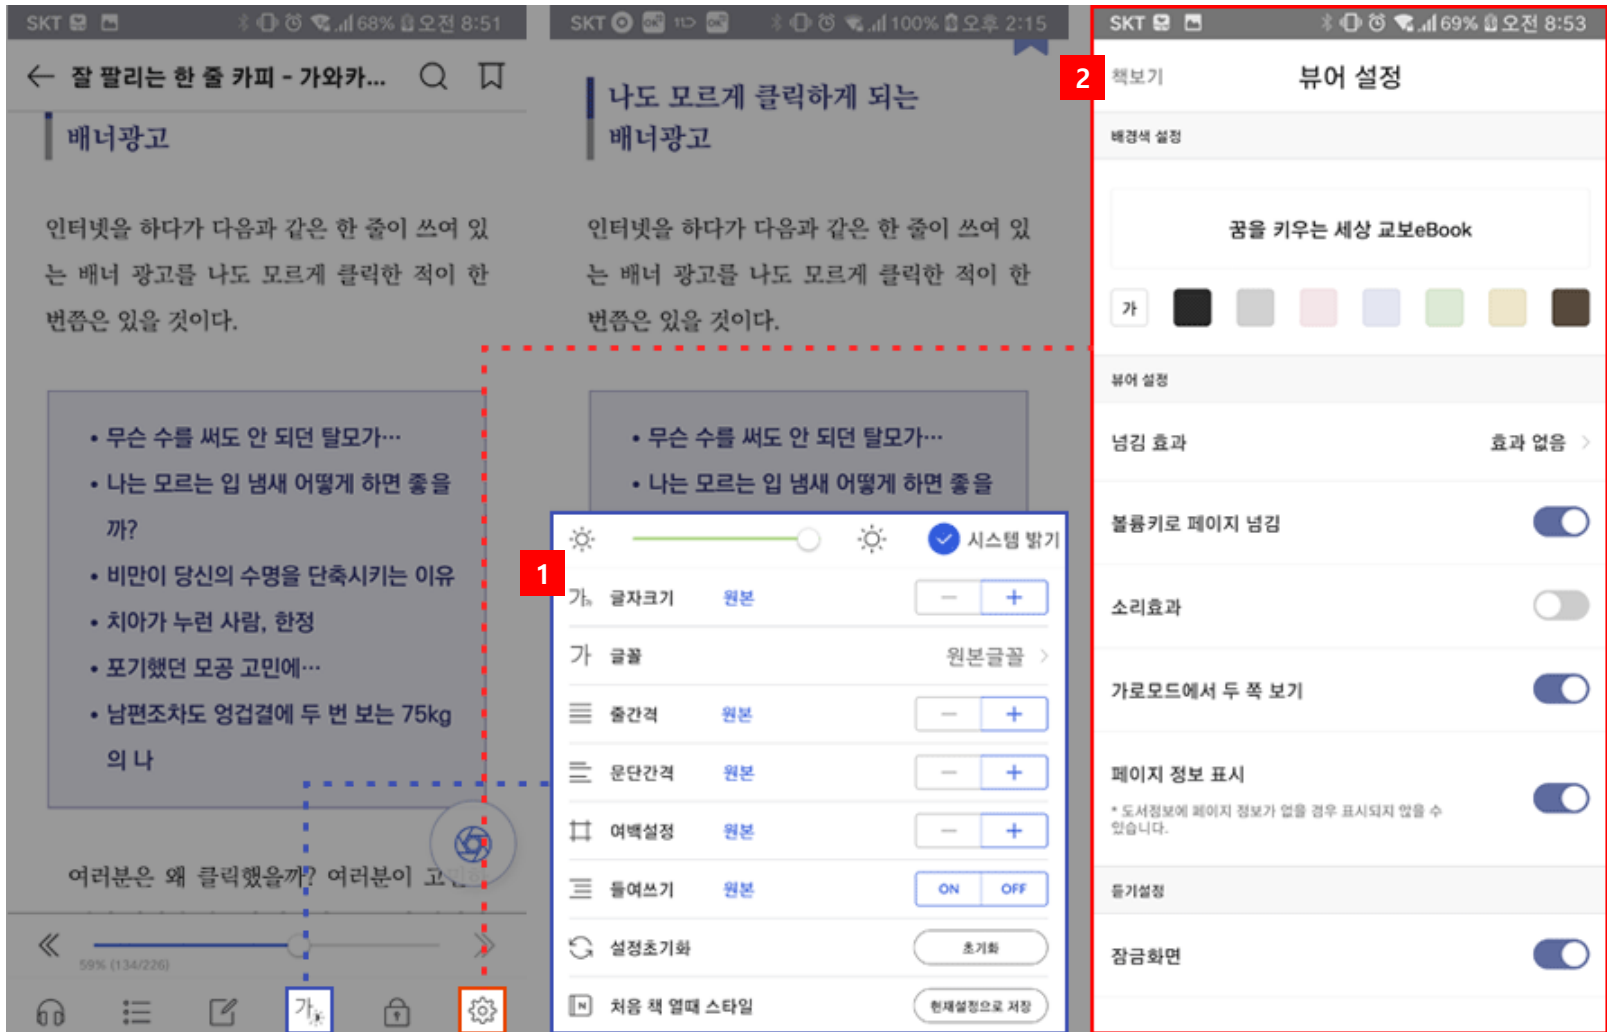 SKT 68% 오전 8:51
잘 팔리는 한 줄 카피 - 가와카...
배너광고
인터넷을 하다가 다음과 같은 한 줄이 쓰여 있
는 배너 광고를 나도 모르게 클릭한 적이 한
번쯤은 있을 것이다.
• 무슨 수를 써도 안 되던 탈모가…
• 나는 모르는 입 냄새 어떻게 하면 좋을
까?
• 비만이 당신의 수명을 단축시키는 이유
• 치아가 누런 사람, 한정
• 포기했던 모공 고민에…
• 남편조차도 엉겁결에 두 번 보는 75kg
의 나
여러분은 왜 클릭했을까? 여러분이 고민하
59% (134/226)
가
SKT 100% 오후 2:15
나도 모르게 클릭하게 되는
배너광고
인터넷을 하다가 다음과 같은 한 줄이 쓰여 있
는 배너 광고를 나도 모르게 클릭한 적이 한
번쯤은 있을 것이다.
• 무슨 수를 써도 안 되던 탈모가…
• 나는 모르는 입 냄새 어떻게 하면 좋을
1
시스템 밝기
가가 글자크기 원본 − +
가 글꼴 원본글꼴 >
줄간격 원본 − +
문단간격 원본 − +
여백설정 원본 − +
들여쓰기 원본 ON OFF
설정초기화 초기화
N 처음 책 열때 스타일 현재설정으로 저장
SKT 69% 오전 8:53
2
책보기 뷰어 설정
배경색 설정
꿈을 키우는 세상 교보eBook
가
뷰어 설정
넘김 효과 효과 없음 >
볼륨키로 페이지 넘김
소리효과
가로모드에서 두 쪽 보기
페이지 정보 표시
* 도서정보에 페이지 정보가 없을 경우 표시되지 않을 수
있습니다.
듣기설정
잠금화면